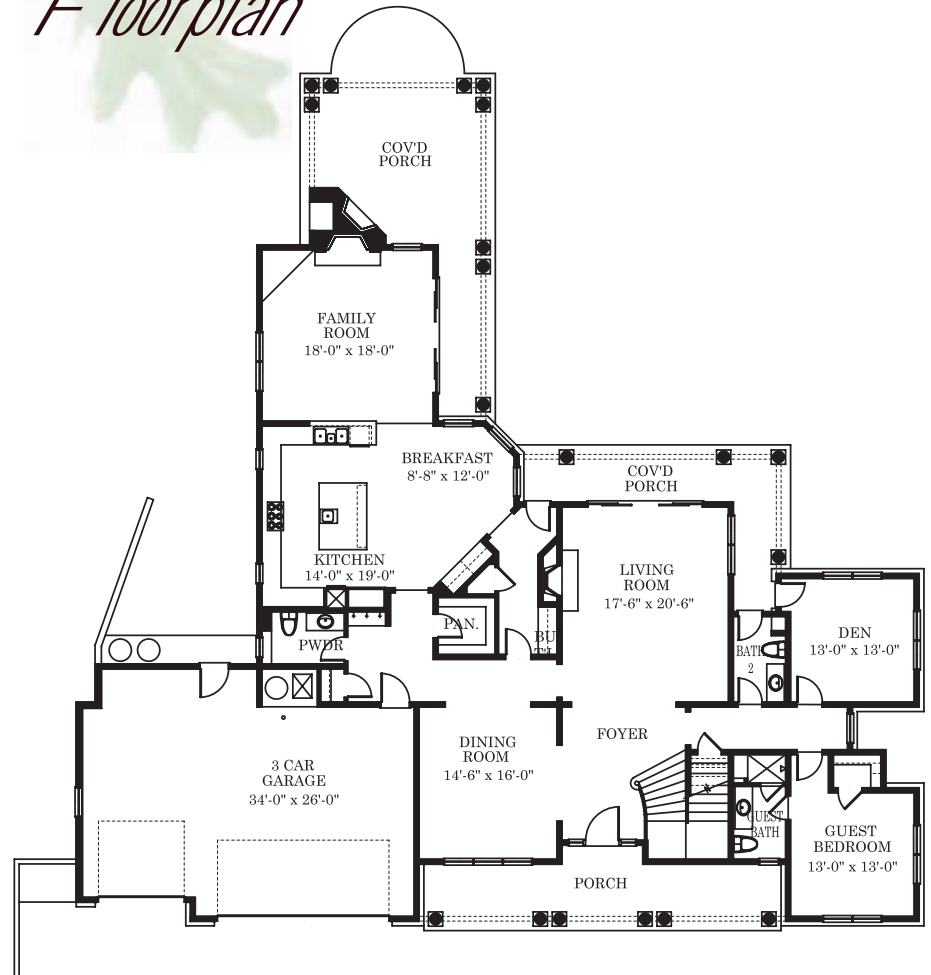 Floorplan
COV'D
PORCH
FAMILY
ROOM
18'-0" x 18'-0"
BREAKFAST
8'-8" x 12'-0"
COV'D
PORCH
KITCHEN
14'-0" x 19'-0"
LIVING
ROOM
17'-6" x 20'-6"
PAN.
BU
PWDR
DEN
13'-0" x 13'-0"
BATH
2
FOYER
DINING
ROOM
14'-6" x 16'-0"
3 CAR
GARAGE
34'-0" x 26'-0"
GUEST
BATH
GUEST
BEDROOM
13'-0" x 13'-0"
PORCH